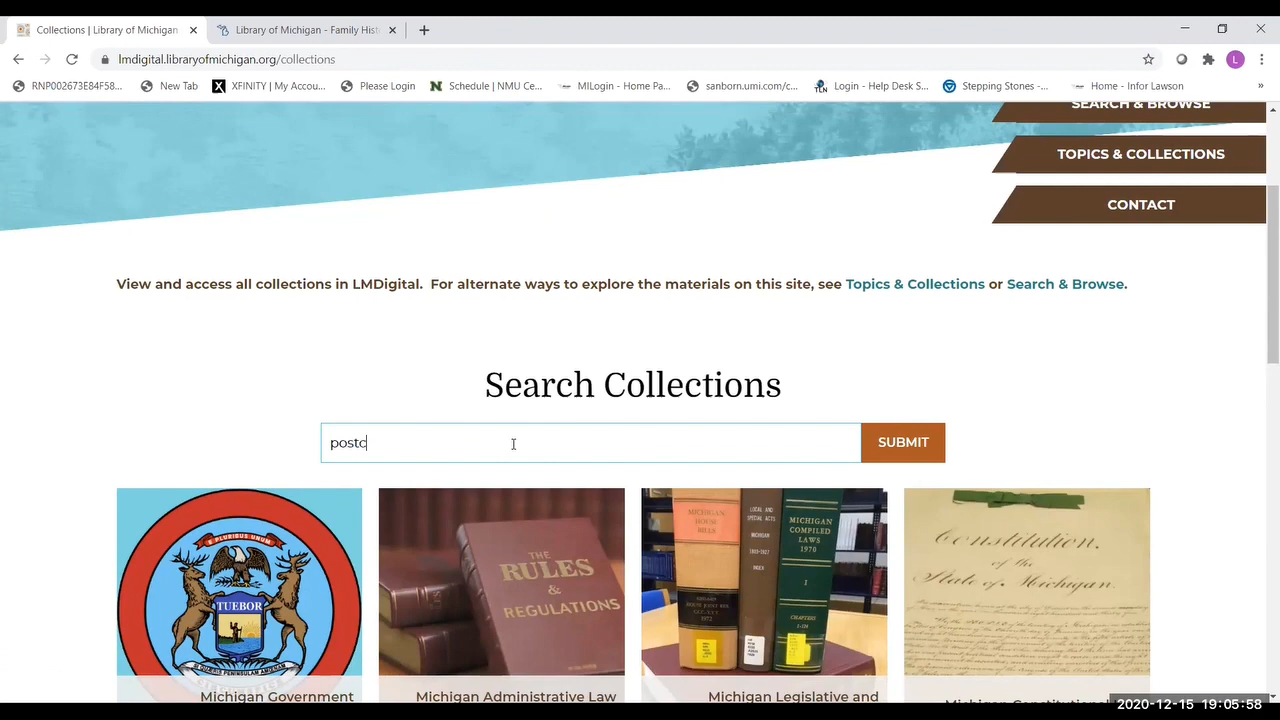 Collections | Library of Michigan
Library of Michigan - Family Hist
lmdigital.libraryofmichigan.org/collections
L
RNP002673E84F58...
New Tab
XFINITY | My Accou...
Please Login
Schedule | NMU Ce...
MILogin - Home Pa...
sanborn.umi.com/c...
Login - Help Desk S...
Stepping Stones -...
Home - Infor Lawson
»
SEARCH & BROWSE
TOPICS & COLLECTIONS
CONTACT
View and access all collections in LMDigital. For alternate ways to explore the materials on this site, see Topics & Collections or Search & Browse.
Search Collections
postc
SUBMIT
E PLURIBUS UNUM
TUEBOR
Michigan Government
THE
RULES
&
REGULATIONS
Michigan Administrative Law
MICHIGAN
HOUSE BILLS
LOCAL AND
SPECIAL ACTS
MICHIGAN
INDEX
MICHIGAN
COMPILED
LAWS
1970
I
Michigan Legislative and
Constitution.
of the
State of Michigan.
2020-12-15 19:05:58